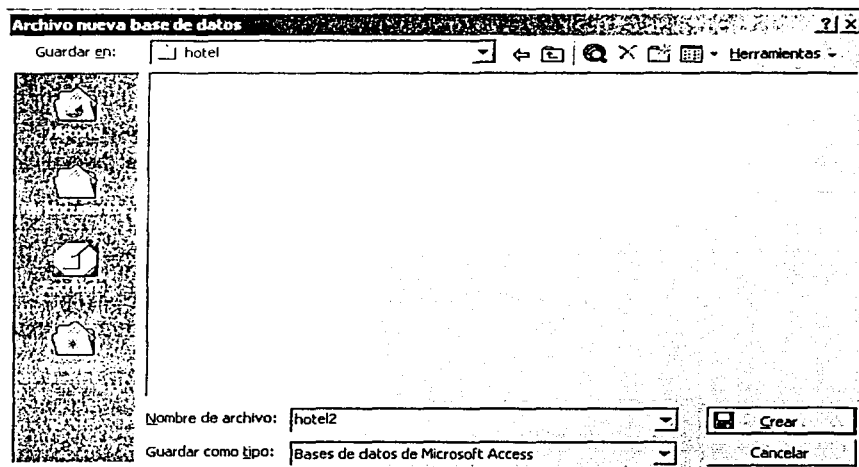 Archivo nueva base de datos
Guardar en: hotel Herramientas
Nombre de archivo: hotel2 Crear
Guardar como tipo: Bases de datos de Microsoft Access Cancelar